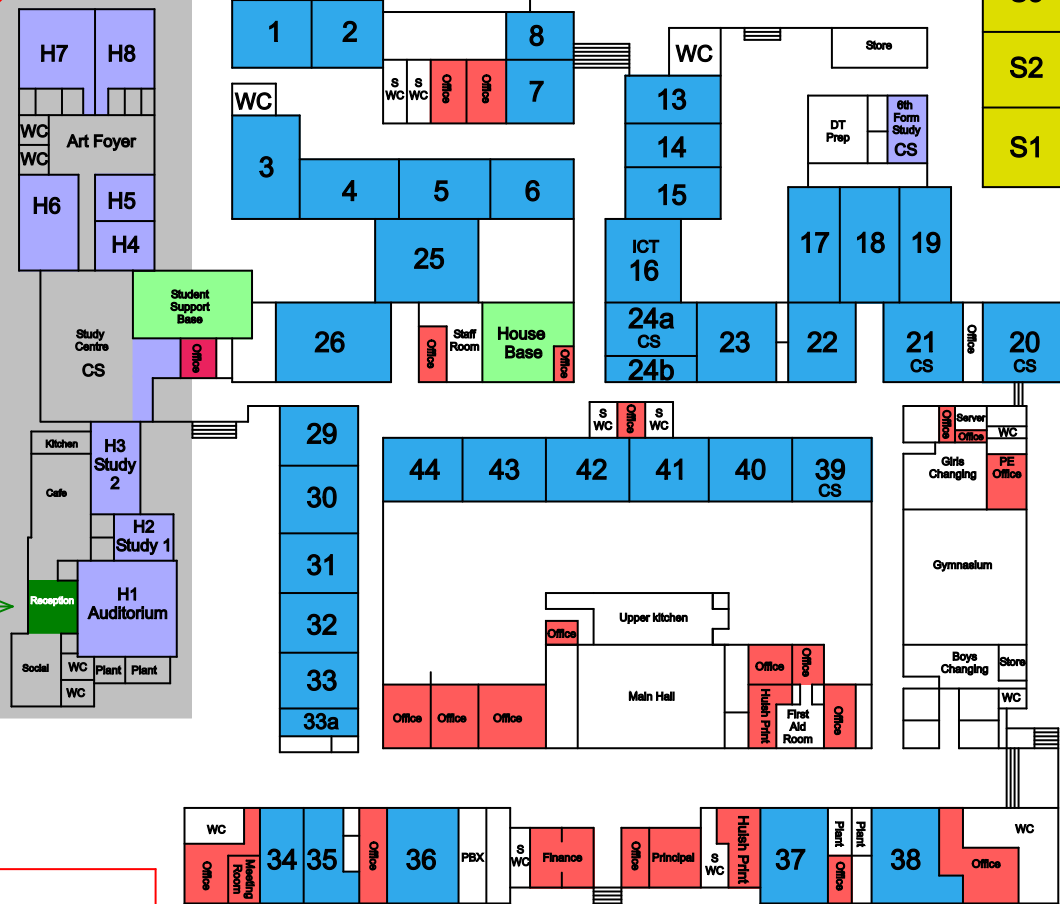 H7
H8
WC
WC
Art Foyer
H6
H5
H4
Student
Support
Base
Study
Centre
CS
Office
Kitchen
H3
Study
2
Cafe
H2
Study 1
Reception
H1
Auditorium
Social
WC
Plant
Plant
WC
1
2
8
S
WC
S
WC
Office
Office
7
WC
3
4
5
6
25
26
Office
Staff
Room
House
Base
Office
WC
Store
13
14
15
DT
Prep
6th
Form
Study
CS
S2
S1
ICT
16
17
18
19
24a
CS
24b
23
22
21
CS
Office
20
CS
29
30
31
32
33
33a
S
WC
Office
S
WC
44
43
42
41
40
39
CS
Upper kitchen
Office
Main Hall
Office
Office
Office
Office
Office
Huish Print
First
Aid
Room
Office
Office
Server
Office
WC
Girls
Changing
PE
Office
Gymnasium
Boys
Changing
Store
WC
WC
Office
Meeting
Room
34
35
Office
36
PBX
S
WC
Finance
Office
Principal
S
WC
Huish Print
37
Plant
Plant
Office
38
Office
WC